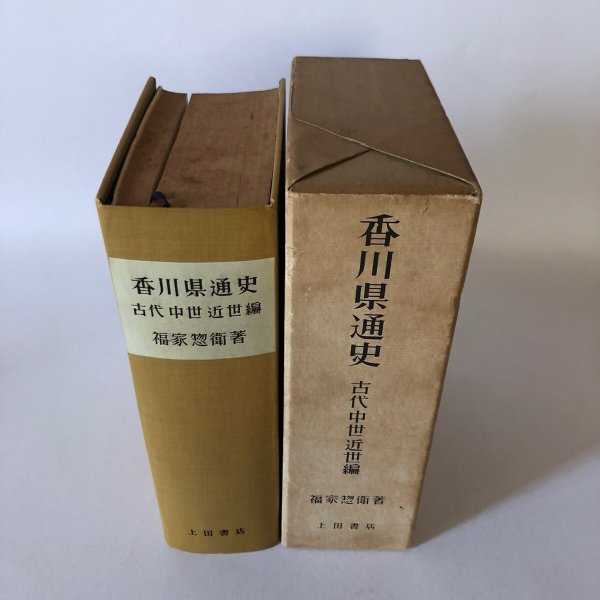 香川県通史
古代中世近世編
福家惣衛著
上田書店
香川県通史
古代中世近世編
福家惣衛著
上田書店